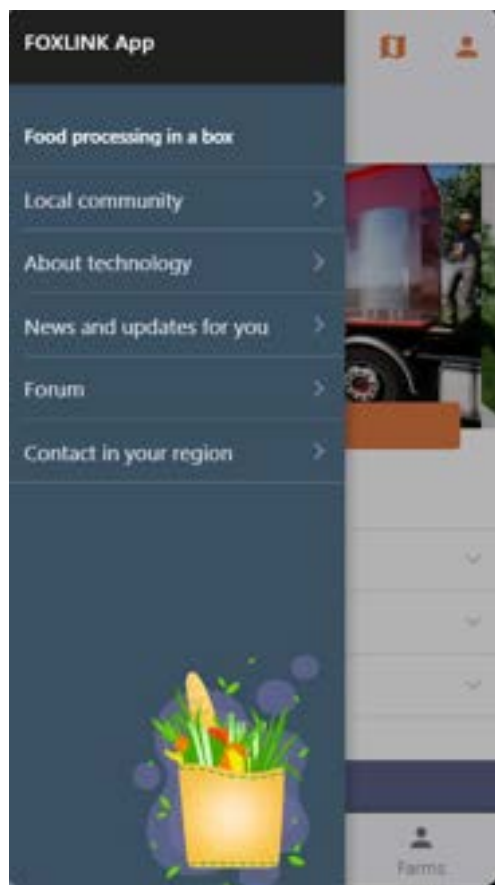 FOXLINK App
Food processing in a box
Local community
About technology
News and updates for you
Forum
Contact in your region
Farms